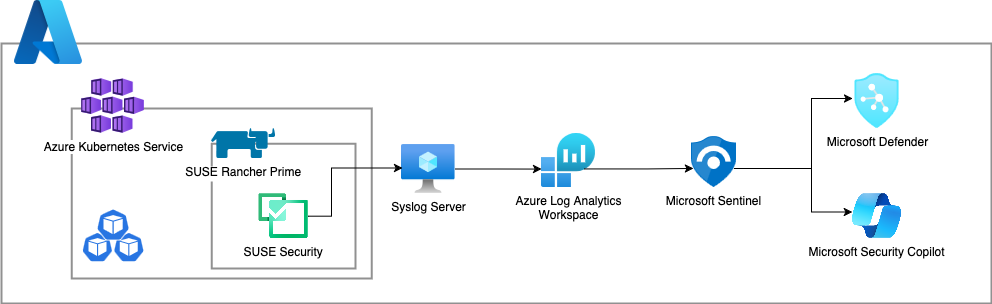 Azure Kubernetes Service
SUSE Rancher Prime
SUSE Security
Syslog Server
Azure Log Analytics
Workspace
Microsoft Sentinel
Microsoft Defender
Microsoft Security Copilot